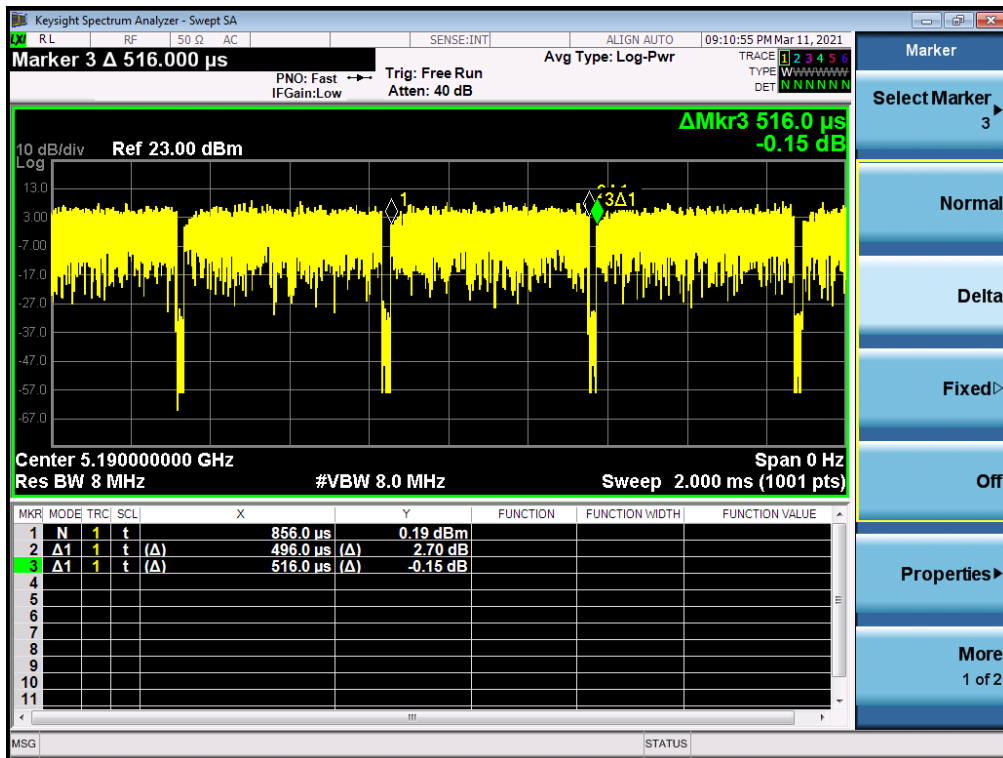 Keysight Spectrum Analyzer - Swept SA
LXI RL RF 50 Ω AC SENSE:INT ALIGN AUTO 09:10:55 PM Mar 11, 2021
Marker 3 Δ 516.000 µs
PNO: Fast
IFGain:Low
Trig: Free Run
Atten: 40 dB
Avg Type: Log-Pwr
TRACE 1 2 3 4 5 6
TYPE WWWWWW
DET N N N N N N
ΔMkr3 516.0 µs
-0.15 dB
10 dB/div Ref 23.00 dBm
Log
13.0
3.00
-7.00
-17.0
-27.0
-37.0
-47.0
-57.0
-67.0
1
3Δ1
Center 5.190000000 GHz Span 0 Hz
Res BW 8 MHz #VBW 8.0 MHz Sweep 2.000 ms (1001 pts)
MKR MODE TRC SCL X Y FUNCTION FUNCTION WIDTH FUNCTION VALUE
1 N 1 t 856.0 µs 0.19 dBm
2 Δ1 1 t (Δ) 496.0 µs (Δ) 2.70 dB
3 Δ1 1 t (Δ) 516.0 µs (Δ) -0.15 dB
4
5
6
7
8
9
10
11
MSG STATUS
Marker
Select Marker
3
Normal
Delta
Fixed
Off
Properties
More
1 of 2